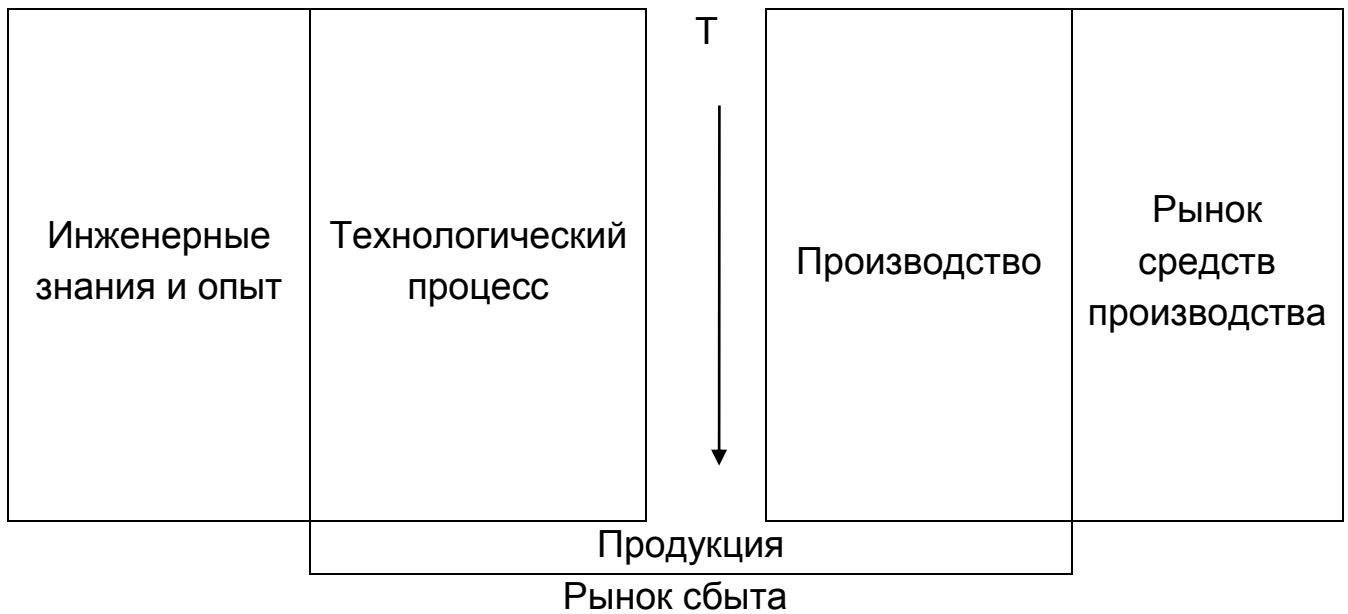 Т
Инженерные
знания и опыт
Технологический
процесс
Производство
Рынок
средств
производства
Продукция
Рынок сбыта